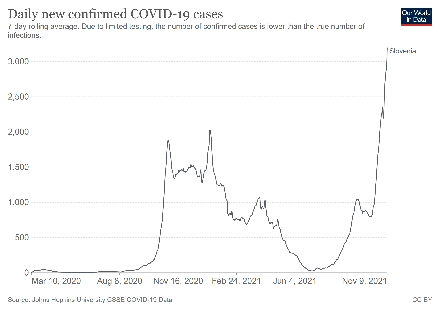 Daily new confirmed COVID-19 cases
7-day rolling average. Due to limited testing, the number of confirmed cases is lower than the true number of
infections.
Our World
in Data
Slovenia
3,000
2,500
2,000
1,500
1,000
500
0
Mar 10, 2020 Aug 8, 2020 Nov 16, 2020 Feb 24, 2021 Jun 4, 2021 Nov 9, 2021
Source: Johns Hopkins University CSSE COVID-19 Data
CC BY